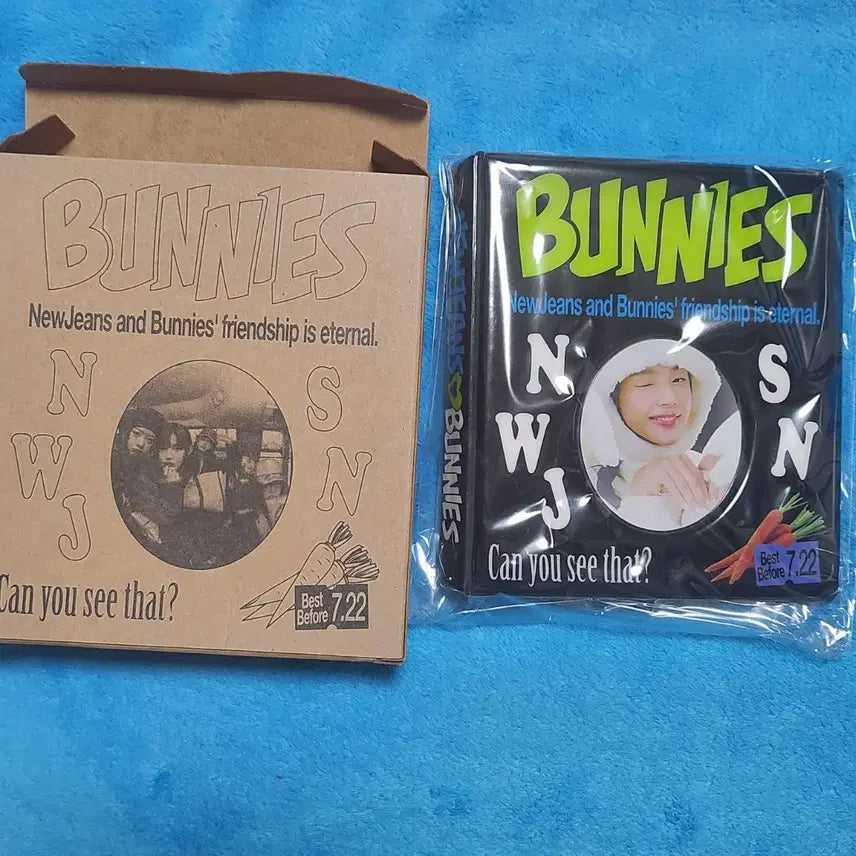 BUNNIES
NewJeans and Bunnies' friendship is eternal.
N
S
W
N
J
Can you see that?
Best
Before 7.22
BUNNIES
NewJeans and Bunnies' friendship is eternal.
N
S
W
N
J
Can you see that?
Best
Before 7.22
BUNNIES